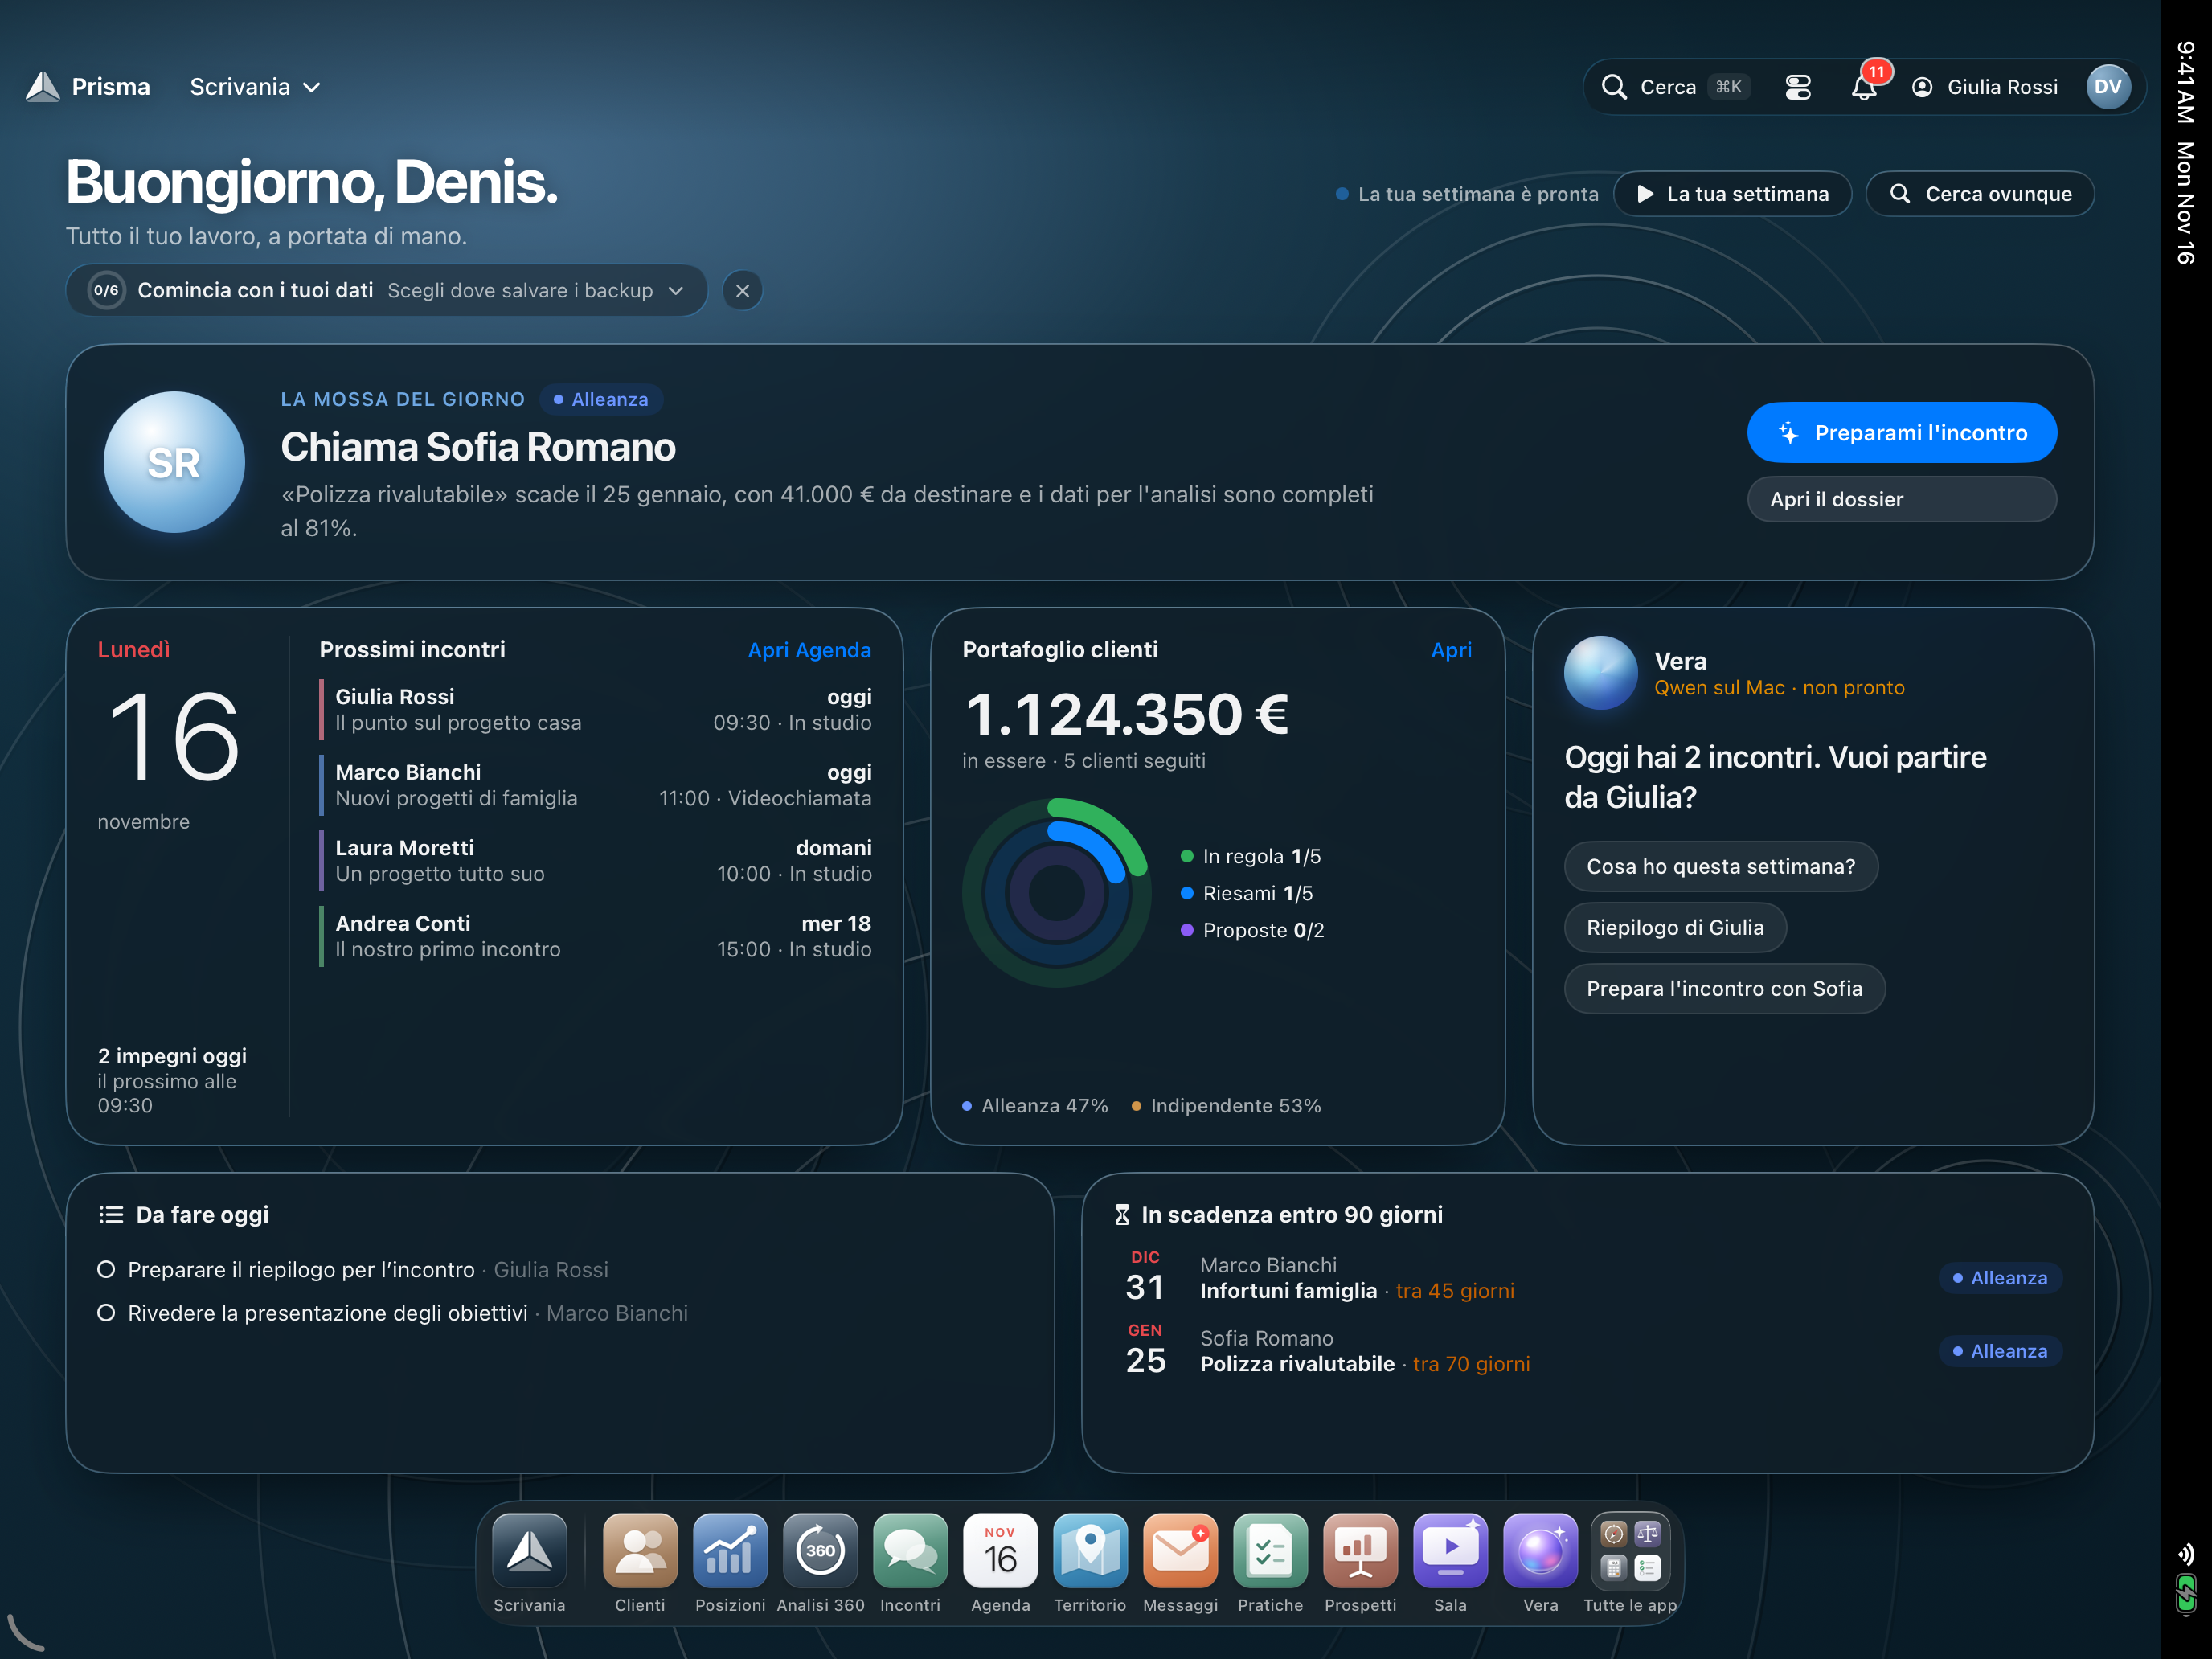 Prisma
Scrivania
Cerca ⌘K
11
Giulia Rossi
DV
9:41 AM Mon Nov 16
Buongiorno, Denis.
Tutto il tuo lavoro, a portata di mano.
La tua settimana è pronta
La tua settimana
Cerca ovunque
0/6 Comincia con i tuoi dati Scegli dove salvare i backup
SR
LA MOSSA DEL GIORNO
Alleanza
Chiama Sofia Romano
«Polizza rivalutabile» scade il 25 gennaio, con 41.000 € da destinare e i dati per l'analisi sono completi
al 81%.
Preparami l'incontro
Apri il dossier
Lunedì
16
novembre
2 impegni oggi
il prossimo alle
09:30
Prossimi incontri
Apri Agenda
Giulia Rossi oggi
Il punto sul progetto casa 09:30 · In studio
Marco Bianchi oggi
Nuovi progetti di famiglia 11:00 · Videochiamata
Laura Moretti domani
Un progetto tutto suo 10:00 · In studio
Andrea Conti mer 18
Il nostro primo incontro 15:00 · In studio
Portafoglio clienti
Apri
1.124.350 €
in essere · 5 clienti seguiti
In regola 1/5
Riesami 1/5
Proposte 0/2
Alleanza 47% Indipendente 53%
Vera
Qwen sul Mac · non pronto
Oggi hai 2 incontri. Vuoi partire
da Giulia?
Cosa ho questa settimana?
Riepilogo di Giulia
Prepara l'incontro con Sofia
Da fare oggi
Preparare il riepilogo per l’incontro · Giulia Rossi
Rivedere la presentazione degli obiettivi · Marco Bianchi
In scadenza entro 90 giorni
DIC
31
Marco Bianchi
Infortuni famiglia · tra 45 giorni
Alleanza
GEN
25
Sofia Romano
Polizza rivalutabile · tra 70 giorni
Alleanza
360
NOV
16
Scrivania Clienti Posizioni Analisi 360 Incontri Agenda Territorio Messaggi Pratiche Prospetti Sala Vera Tutte le app